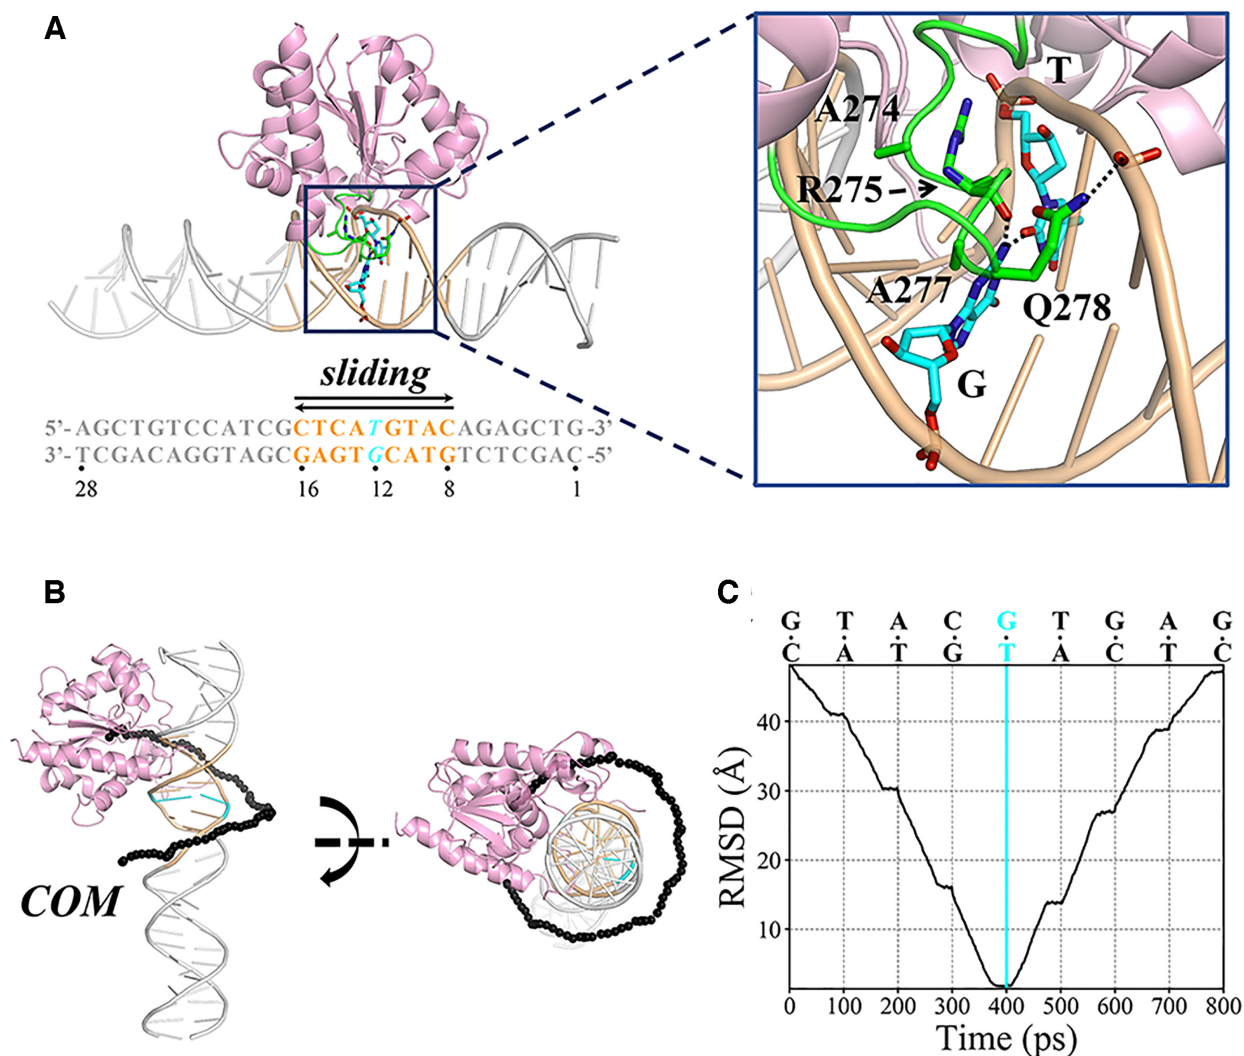 A
T
A274
R275
A277
Q278
G
sliding
5’-AGCTGTCCATCGCTCATGTACAGAGCTG-3’
3’-TCGACAGGTAGCGAGTGCATGTCTCGAC-5’
28 16 12 8 1
B
COM
C
G T A C G T G A G
C A T G T A C T C
RMSD (Å)
40
30
20
10
0 100 200 300 400 500 600 700 800
Time (ps)